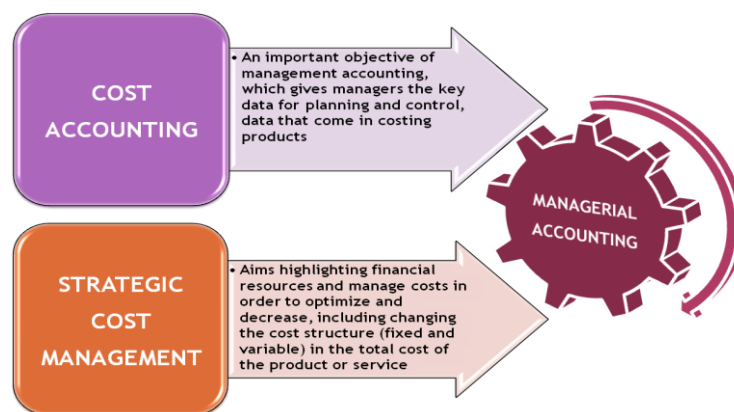 COST
ACCOUNTING
• An important objective of
management accounting,
which gives managers the key
data for planning and control,
data that come in costing
products
STRATEGIC
COST
MANAGEMENT
• Aims highlighting financial
resources and manage costs in
order to optimize and
decrease, including changing
the cost structure (fixed and
variable) in the total cost of
the product or service
MANAGERIAL
ACCOUNTING